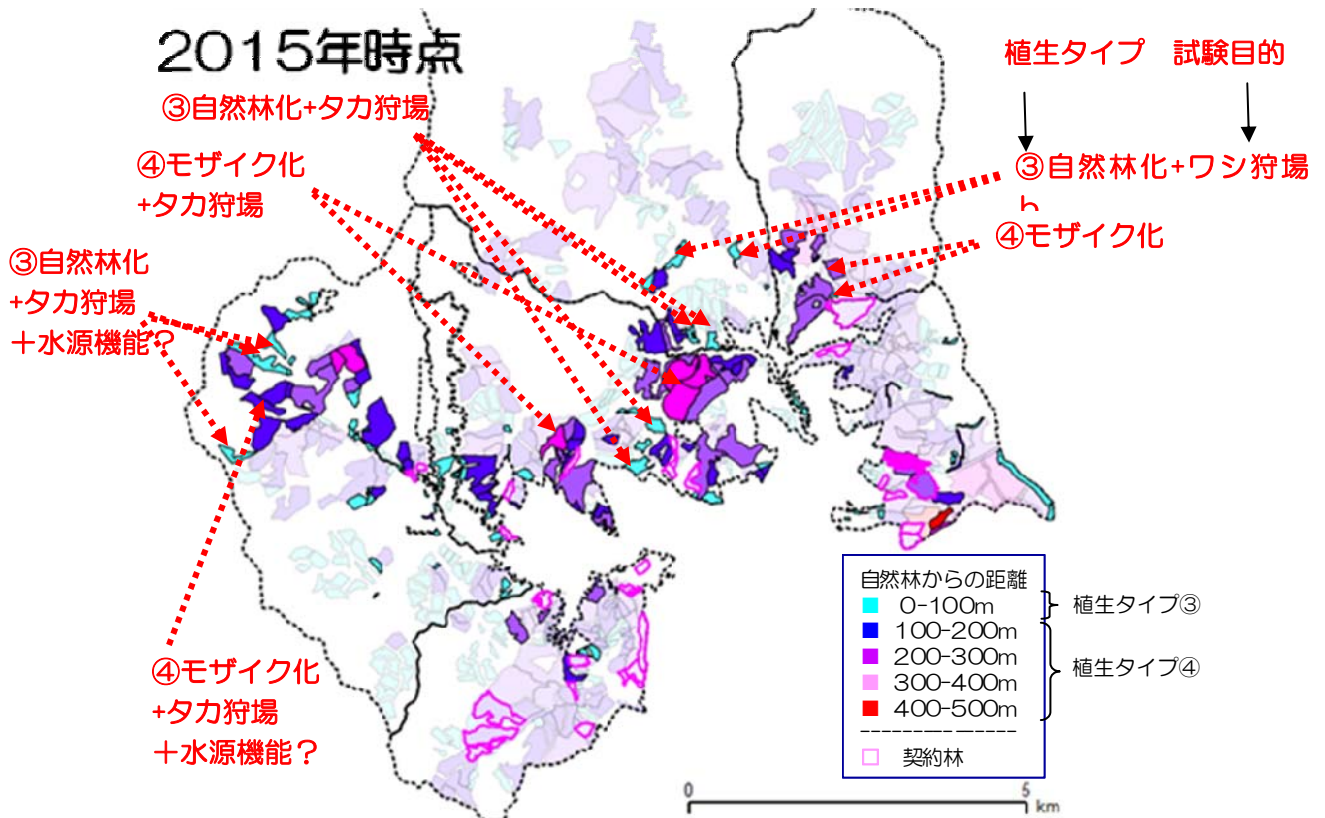 2015年時点
植生タイプ 試験目的
③自然林化+タカ狩場
④モザイク化
+タカ狩場
③自然林化+ワシ狩場
④モザイク化
③自然林化
+タカ狩場
＋水源機能？
④モザイク化
+タカ狩場
＋水源機能？
自然林からの距離
0-100m
100-200m
200-300m
300-400m
400-500m
契約林
植生タイプ③
植生タイプ④
0 5
km